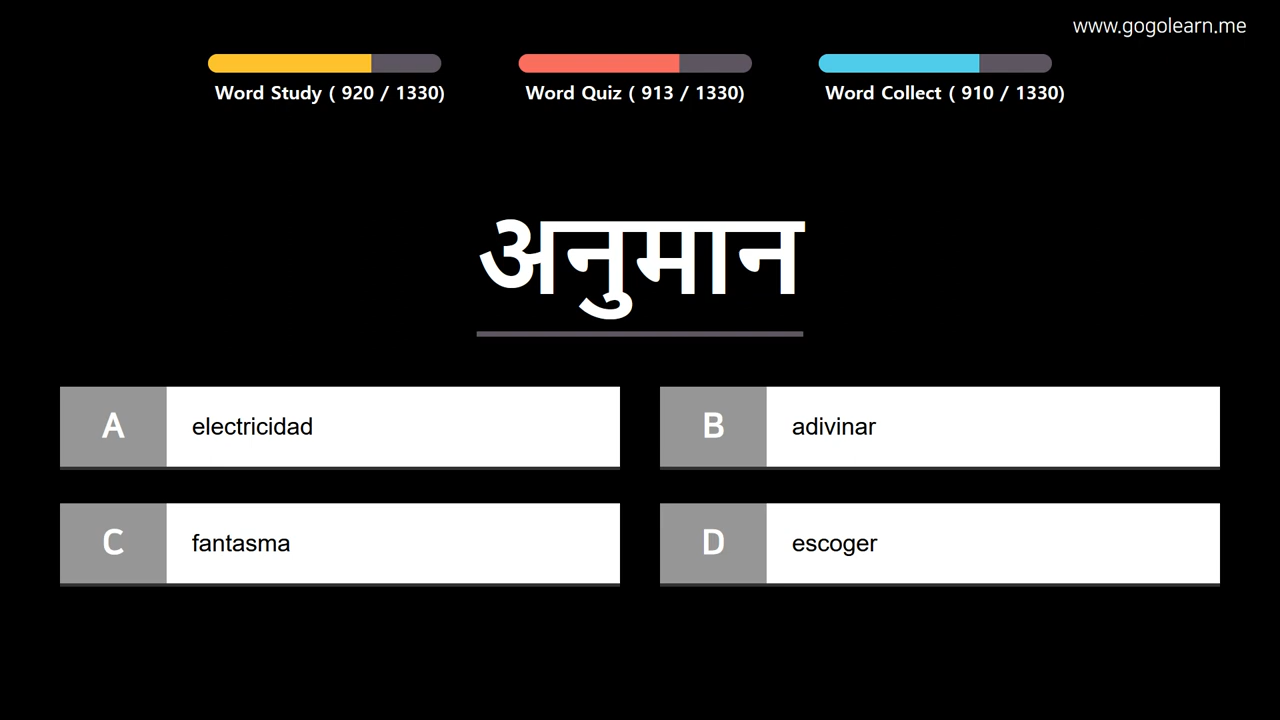 www.gogolearn.me
Word Study ( 920 / 1330)
Word Quiz ( 913 / 1330)
Word Collect ( 910 / 1330)
अनुमान
A electricidad
B adivinar
C fantasma
D escoger